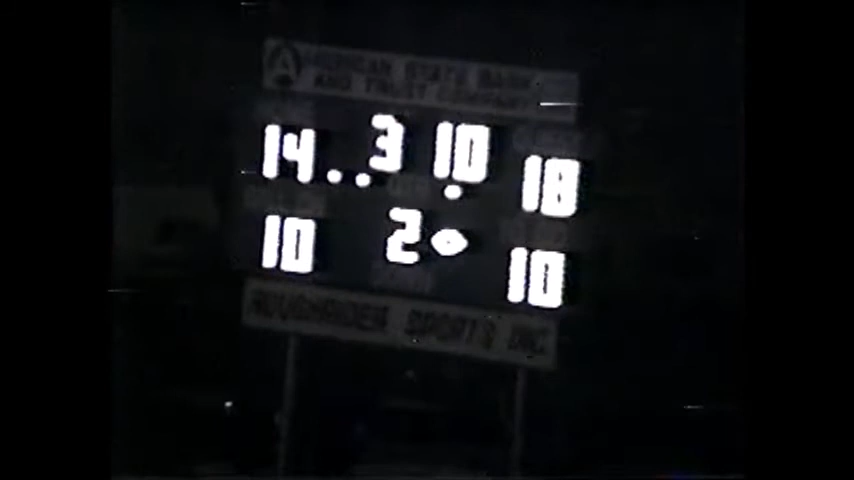 A AMERICAN STATE BANK
AND TRUST COMPANY
14 3 10 18
10 2 10
ROUGHRIDER SPORTS INC